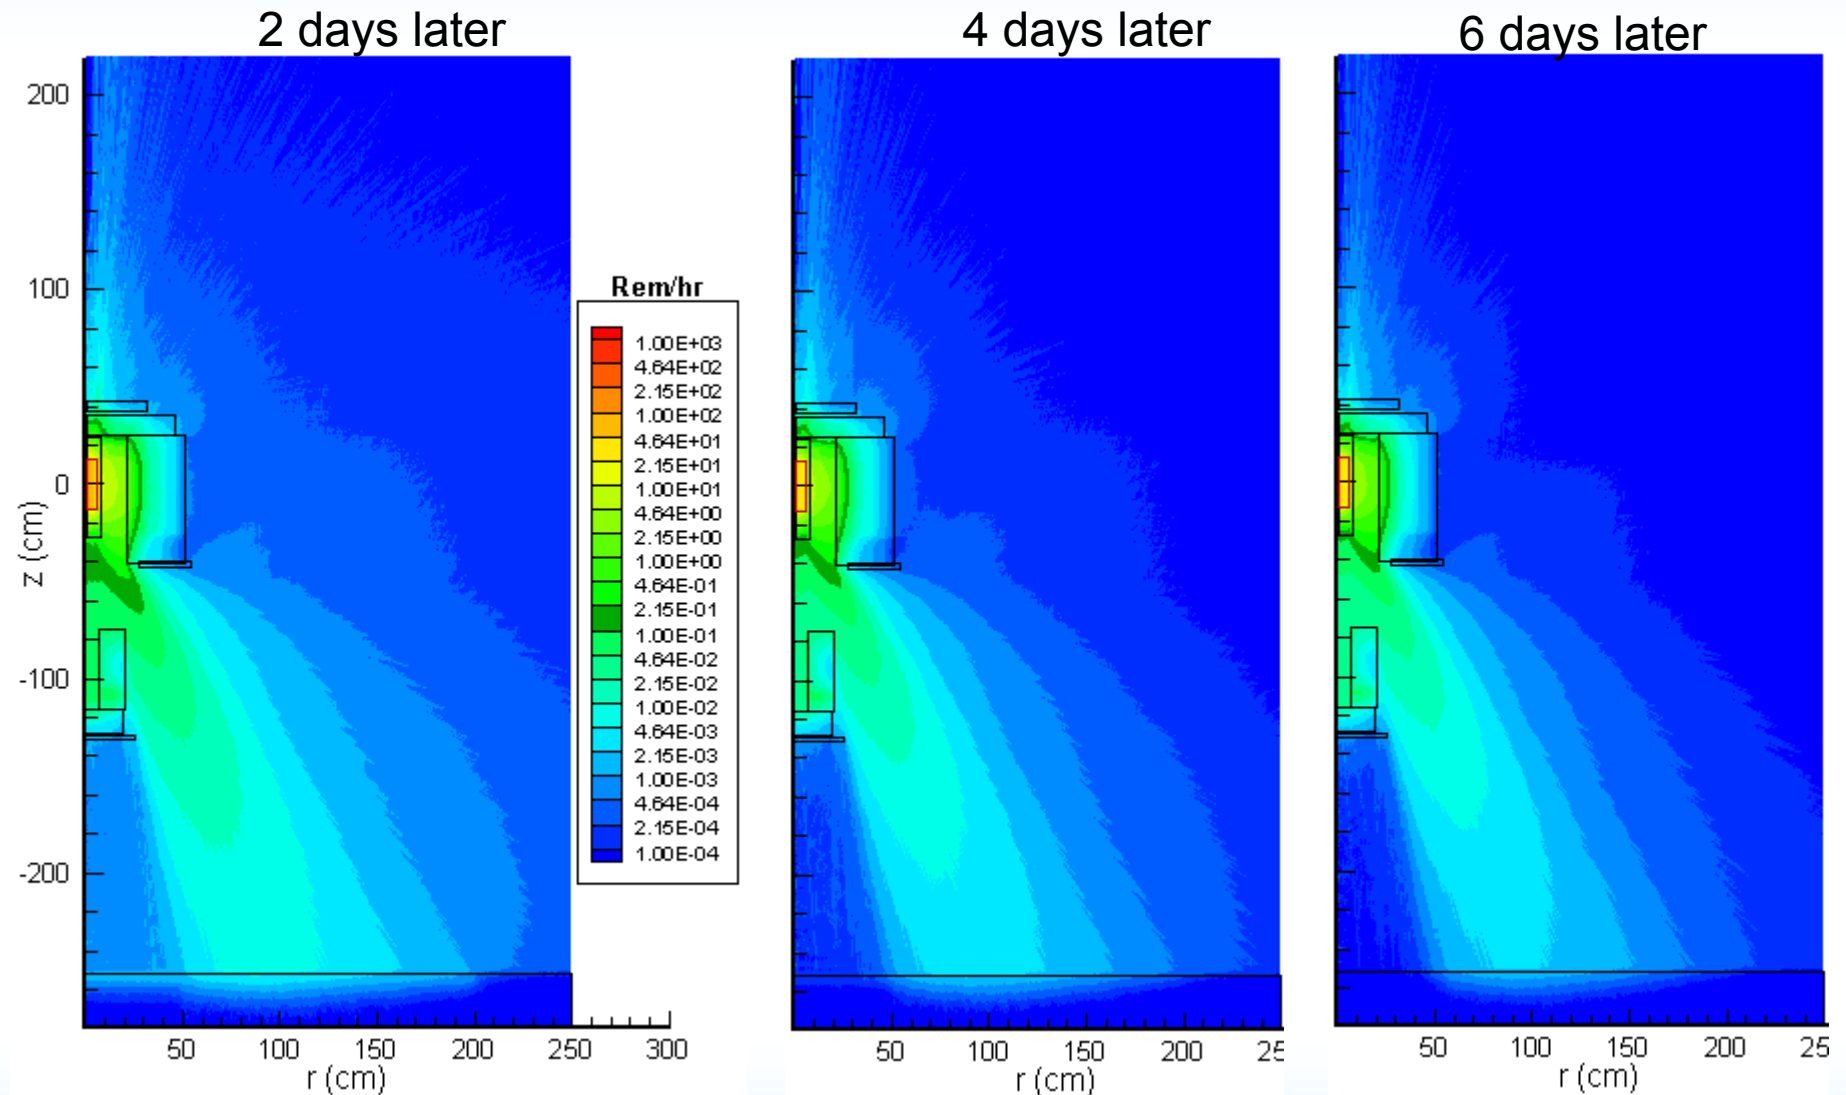 2 days later
4 days later
6 days later
200
100
0
-100
-200
z (cm)
50 100 150 200 250 300
r (cm)
Rem/hr
1.00E+03
4.64E+02
2.15E+02
1.00E+02
4.64E+01
2.15E+01
1.00E+01
4.64E+00
2.15E+00
1.00E+00
4.64E-01
2.15E-01
1.00E-01
4.64E-02
2.15E-02
1.00E-02
4.64E-03
2.15E-03
1.00E-03
4.64E-04
2.15E-04
1.00E-04
50 100 150 200 25
r (cm)
50 100 150 200 25
r (cm)